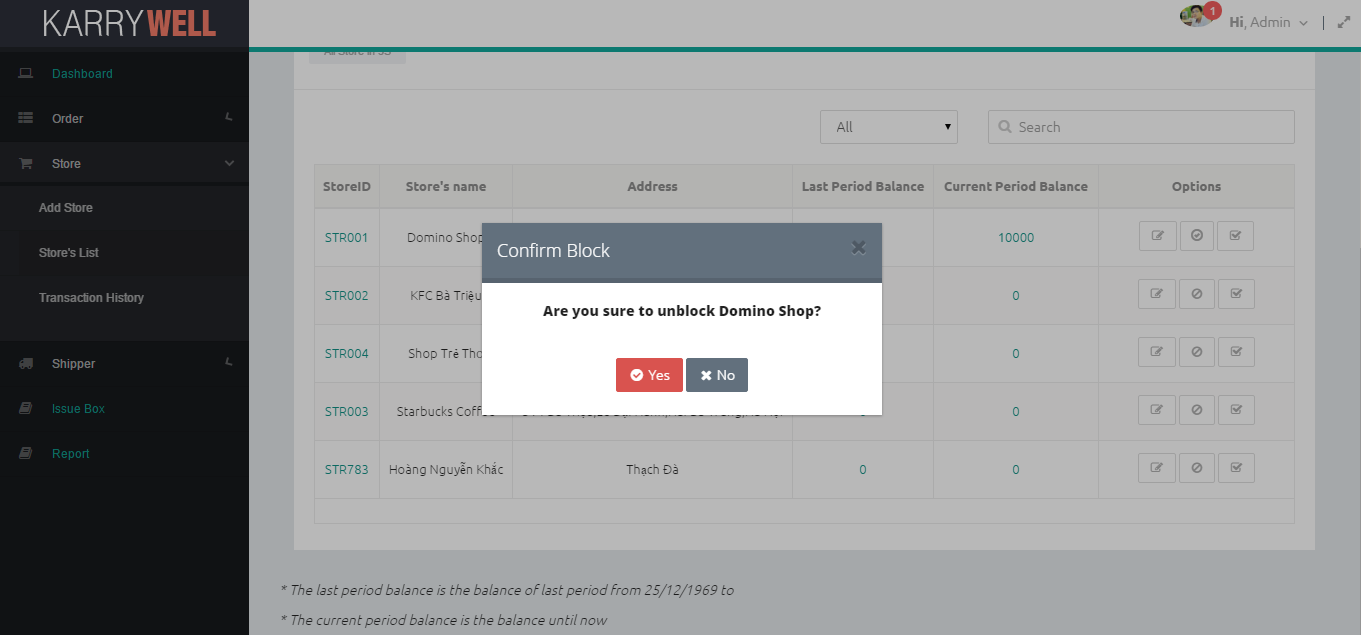 KARRYWELL
1
Hi, Admin
Dashboard
Order
Store
Add Store
Store's List
Transaction History
Shipper
Issue Box
Report
All Store in SS
All
Search
StoreID Store's name Address Last Period Balance Current Period Balance Options
STR001 Domino Shop 10000
STR002 KFC Bà Triệu 0
STR004 Shop Trẻ 0
STR003 Starbucks Coffee 0
STR783 Hoàng Nguyễn Khắc Thạch Đà 0 0
Confirm Block
Are you sure to unblock Domino Shop?
Yes
No
* The last period balance is the balance of last period from 25/12/1969 to
* The current period balance is the balance until now